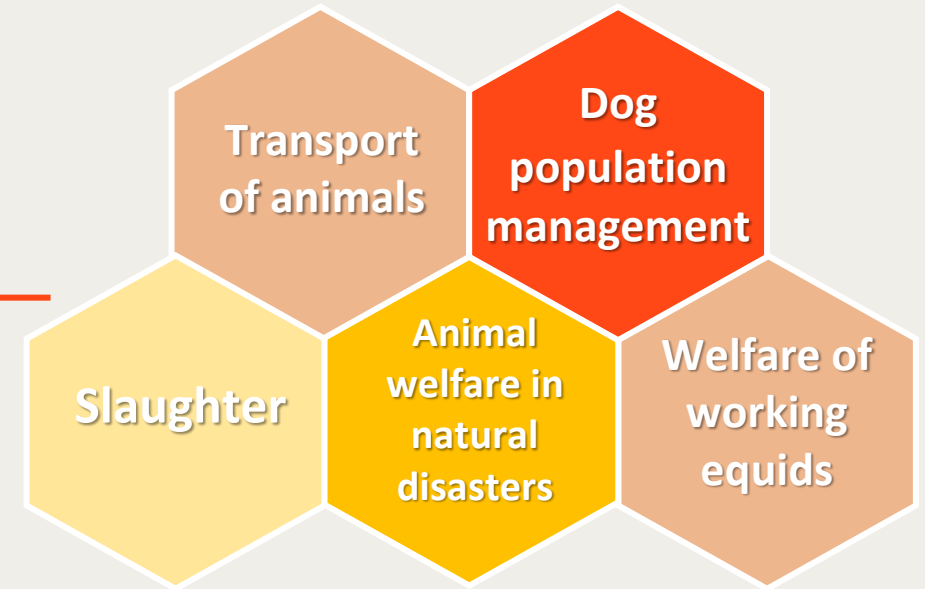 Transport
of animals
Dog
population
management
Slaughter
Animal
welfare in
natural
disasters
Welfare of
working
equids